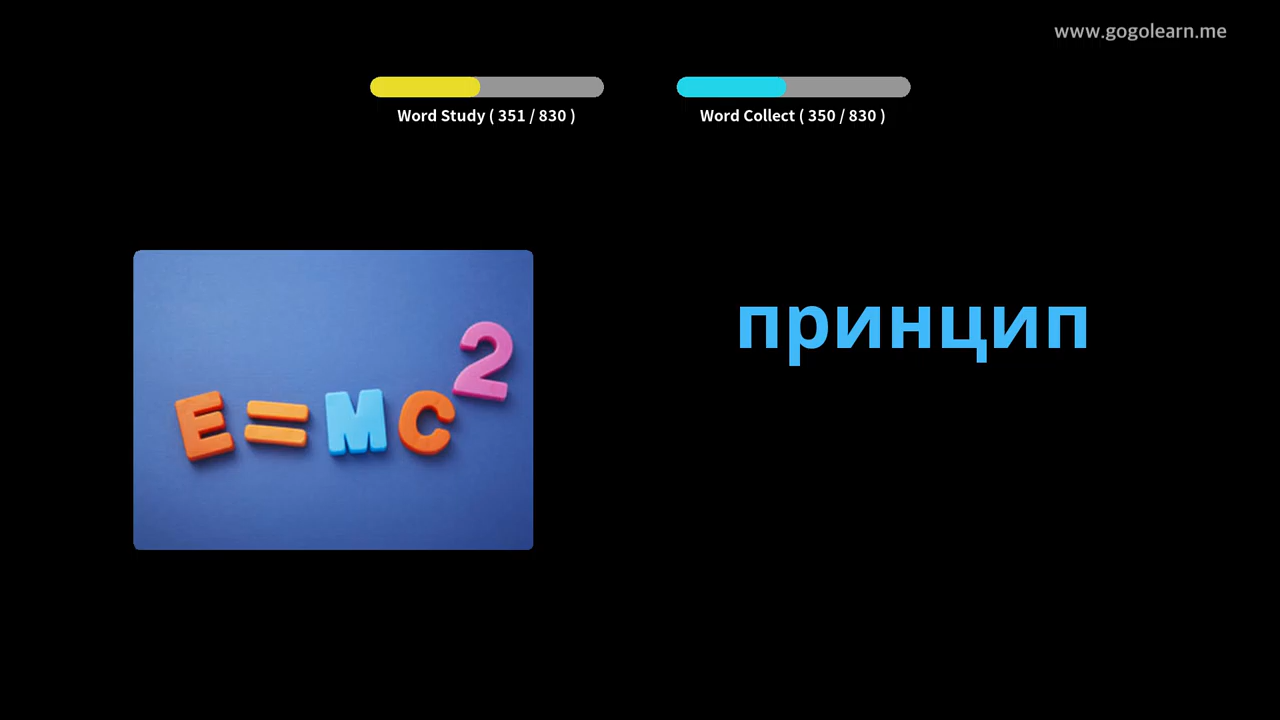 www.gogolearn.me
Word Study ( 351 / 830 )
Word Collect ( 350 / 830 )
E=MC²
принцип